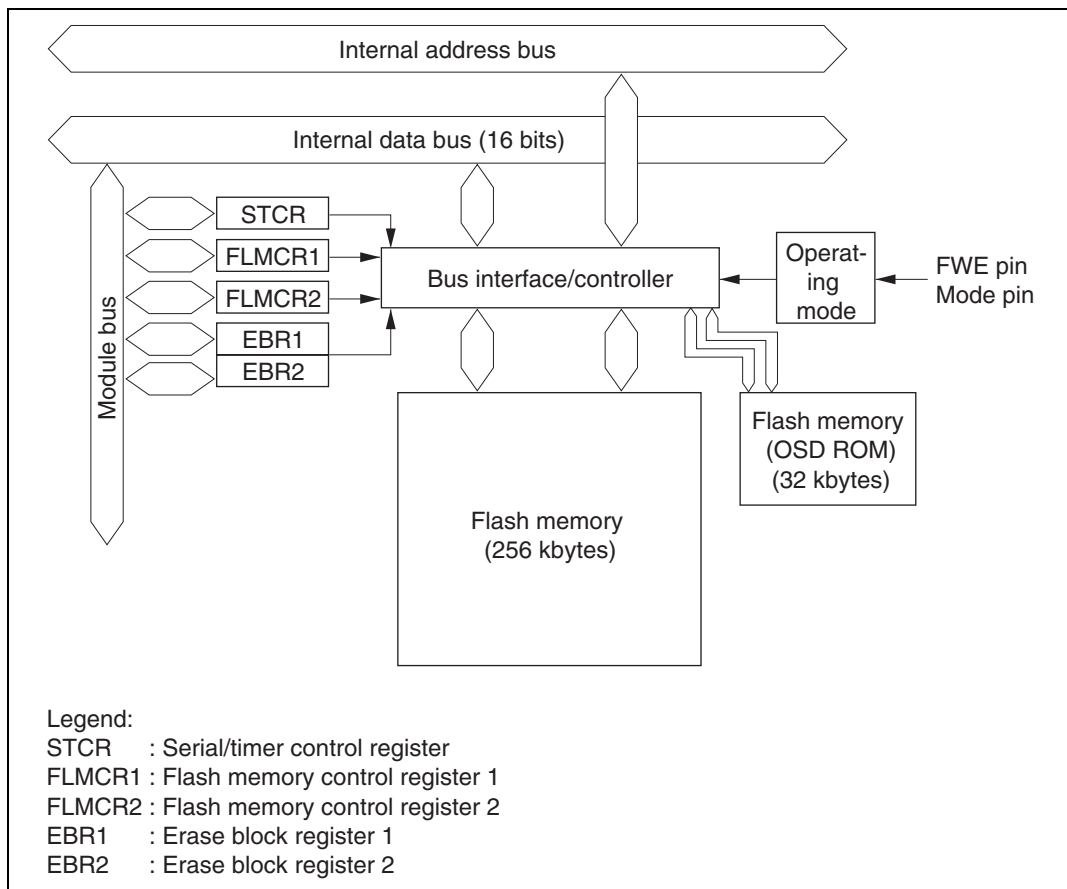 Internal address bus
Internal data bus (16 bits)
Module bus
STCR
FLMCR1
FLMCR2
EBR1
EBR2
Bus interface/controller
Operat-
ing
mode
FWE pin
Mode pin
Flash memory
(256 kbytes)
Flash memory
(OSD ROM)
(32 kbytes)
Legend:
STCR : Serial/timer control register
FLMCR1 : Flash memory control register 1
FLMCR2 : Flash memory control register 2
EBR1 : Erase block register 1
EBR2 : Erase block register 2